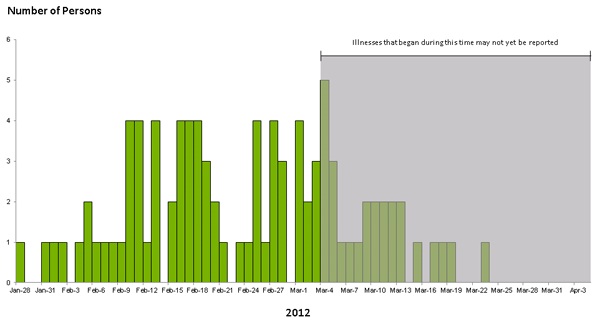 Number of Persons
Illnesses that began during this time may not yet be reported
6
5
4
3
2
1
0
Jan-28 Jan-31 Feb-3 Feb-6 Feb-9 Feb-12 Feb-15 Feb-18 Feb-21 Feb-24 Feb-27 Mar-1 Mar-4 Mar-7 Mar-10 Mar-13 Mar-16 Mar-19 Mar-22 Mar-25 Mar-28 Mar-31 Apr-3
2012